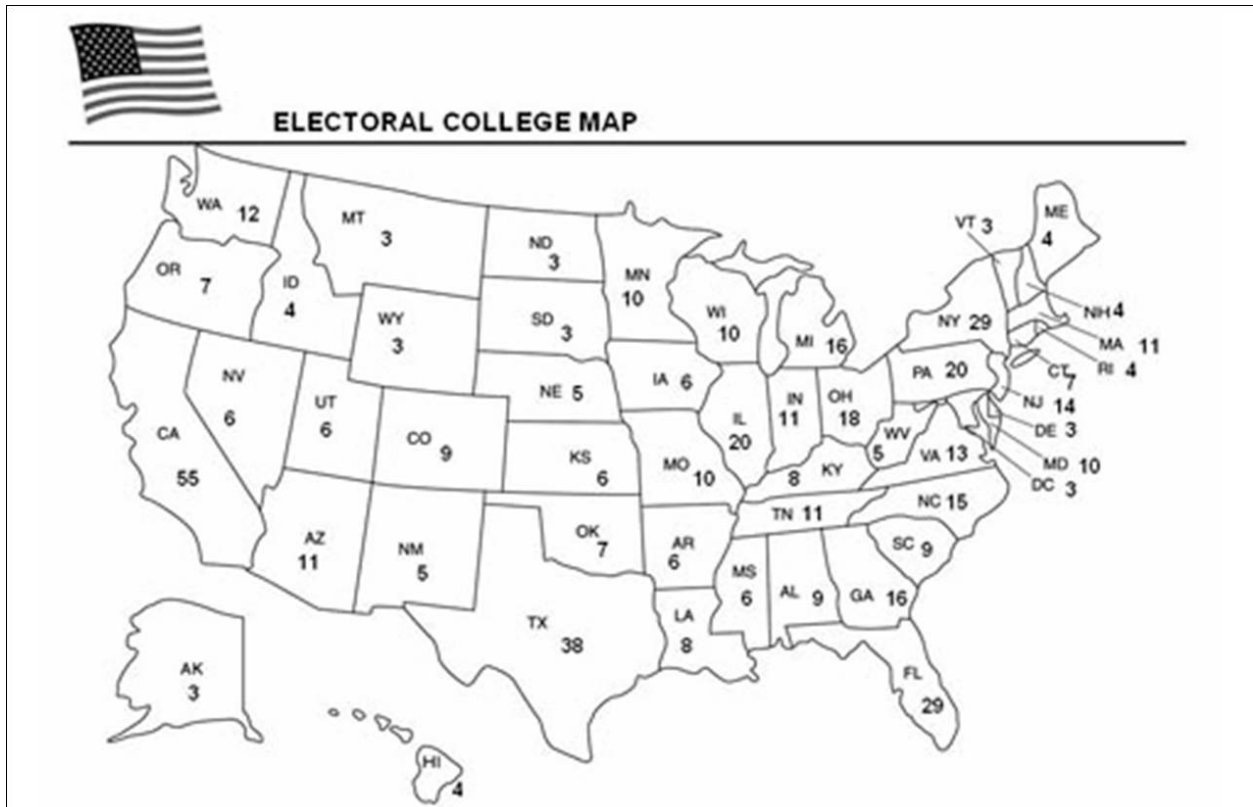 ELECTORAL COLLEGE MAP
WA 12
MT
3
VT 3
ME
4
ND
3
OR
7
ID
4
MN
10
WY
3
SD 3
WI
10
MI 16
NY 29
NH 4
MA 11
RI 4
CT
7
NV
6
UT
6
NE 5
IA 6
PA 20
NJ 14
CO 9
IL
20
IN
11
OH
18
DE 3
CA
55
KS
6
MO 10
WV
5
VA 13
MD 10
DC 3
KY
8
NC 15
TN 11
AZ
11
NM
5
OK
7
AR
6
SC 9
MS
6
AL 9
GA 16
TX
38
LA
8
AK
3
FL
29
HI
4